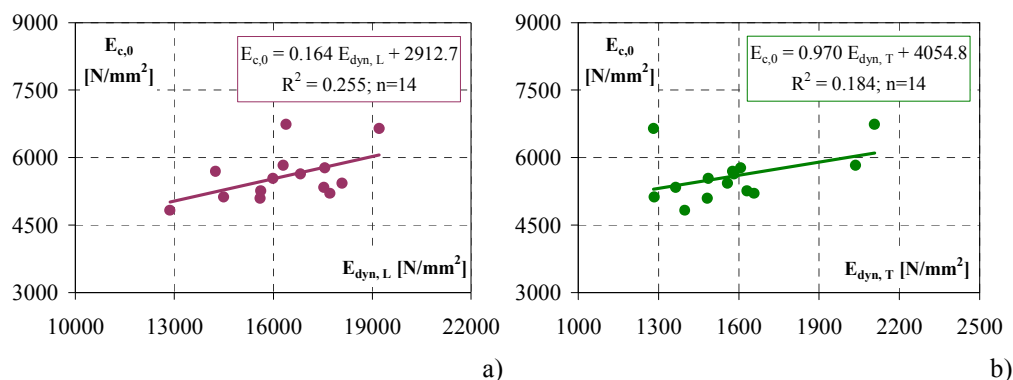 9000
7500
6000
4500
3000
E_c,0
[N/mm²]
E_c,0 = 0.164 E_dyn, L + 2912.7
R² = 0.255; n=14
E_dyn, L [N/mm²]
10000 13000 16000 19000 22000
a)
9000
7500
6000
4500
3000
E_c,0
[N/mm²]
E_c,0 = 0.970 E_dyn, T + 4054.8
R² = 0.184; n=14
E_dyn, T [N/mm²]
1000 1300 1600 1900 2200 2500
b)